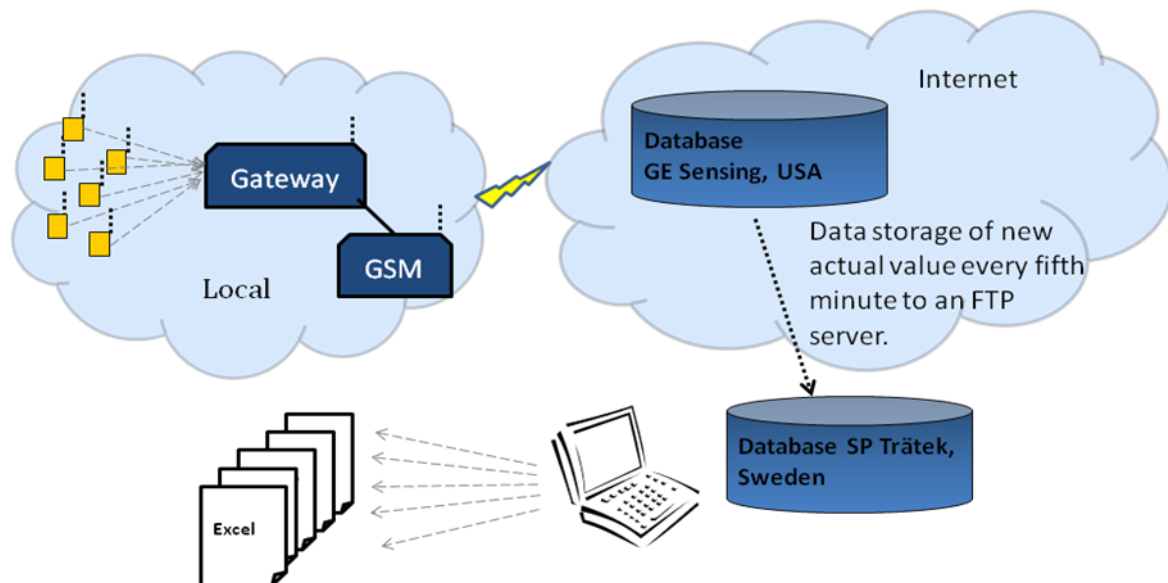 Internet
Database
GE Sensing, USA
Gateway
GSM
Local
Data storage of new
actual value every fifth
minute to an FTP
server.
Database SP Trätek,
Sweden
Excel